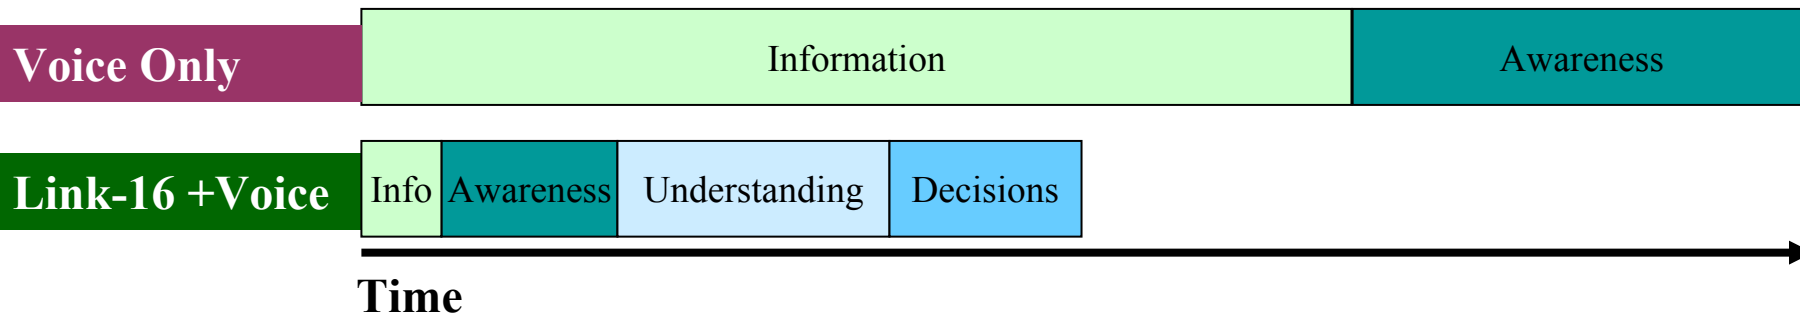 Voice Only
Information
Awareness
Link-16 +Voice
Info
Awareness
Understanding
Decisions
Time